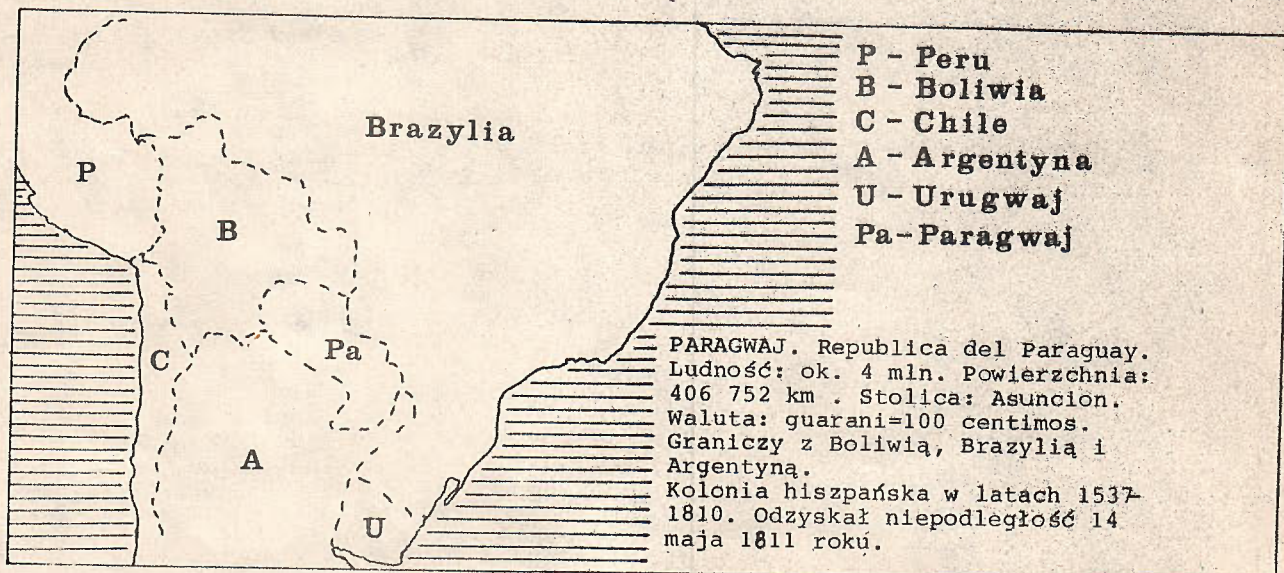 P - Peru
B - Boliwia
C - Chile
A - Argentyna
U - Urugwaj
Pa-Paragwaj
Brazylia
P
B
C
Pa
A
U
PARAGWAJ. Republica del Paraguay.
Ludność: ok. 4 mln. Powierzchnia:
406 752 km . Stolica: Asuncion.
Waluta: guarani=100 centimos.
Graniczy z Boliwią, Brazylią i
Argentyną.
Kolonia hiszpańska w latach 1537-
1810. Odzyskał niepodległość 14
maja 1811 roku.